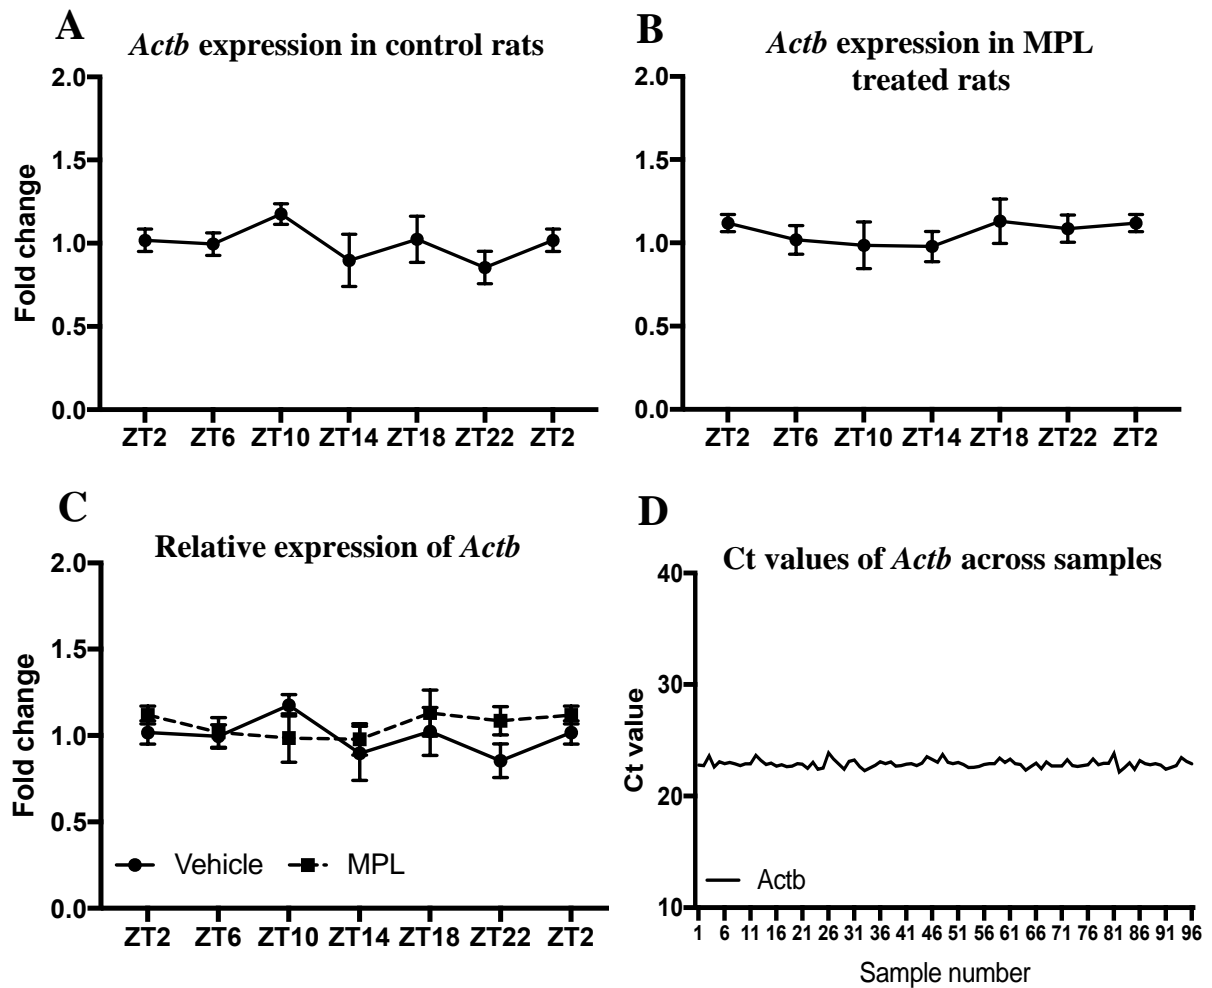 A
Actb expression in control rats
2.0
1.5
1.0
0.5
0.0
Fold change
ZT2 ZT6 ZT10 ZT14 ZT18 ZT22 ZT2
B
Actb expression in MPL
treated rats
2.0
1.5
1.0
0.5
0.0
ZT2 ZT6 ZT10 ZT14 ZT18 ZT22 ZT2
C
Relative expression of Actb
2.0
1.5
1.0
0.5
0.0
Fold change
Vehicle MPL
ZT2 ZT6 ZT10 ZT14 ZT18 ZT22 ZT2
D
Ct values of Actb across samples
40
30
20
10
Ct value
Actb
1 6 11 16 21 26 31 36 41 46 51 56 61 66 71 76 81 86 91 96
Sample number